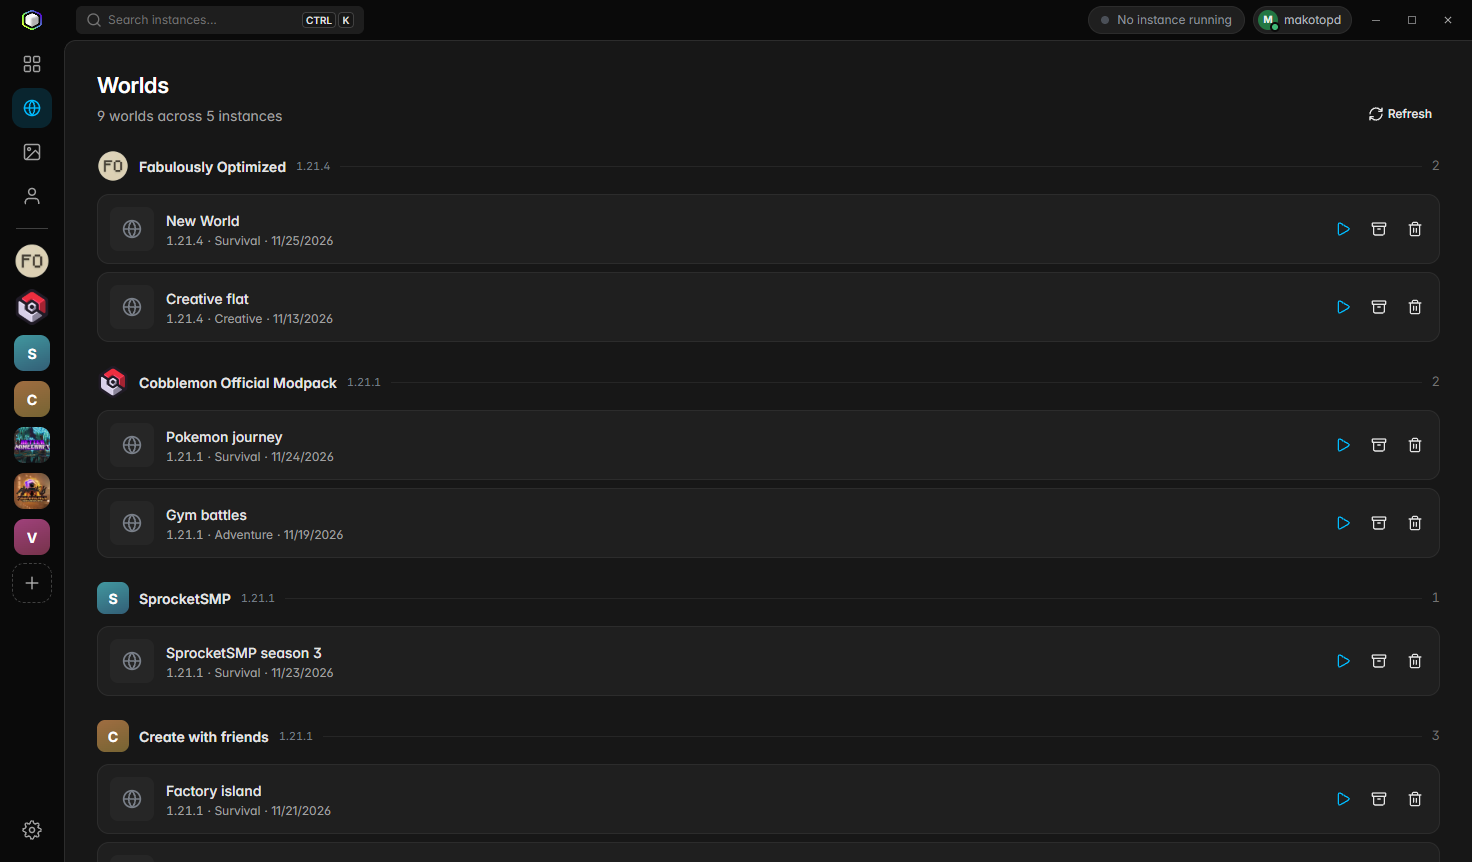 Search instances... CTRL K
No instance running
M makotopd
Worlds
9 worlds across 5 instances
Refresh
FO Fabulously Optimized 1.21.4 2
New World
1.21.4 · Survival · 11/25/2026
Creative flat
1.21.4 · Creative · 11/13/2026
Cobblemon Official Modpack 1.21.1 2
Pokemon journey
1.21.1 · Survival · 11/24/2026
Gym battles
1.21.1 · Adventure · 11/19/2026
S SprocketSMP 1.21.1 1
SprocketSMP season 3
1.21.1 · Survival · 11/23/2026
C Create with friends 1.21.1 3
Factory island
1.21.1 · Survival · 11/21/2026
FO
S
C
V